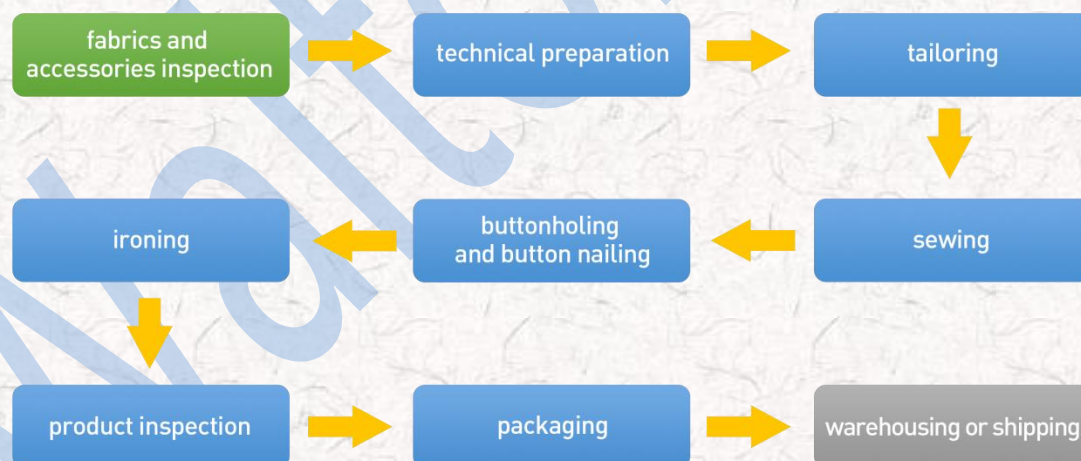 fabrics and
accessories inspection
technical preparation
tailoring
sewing
buttonholing
and button nailing
ironing
product inspection
packaging
warehousing or shipping